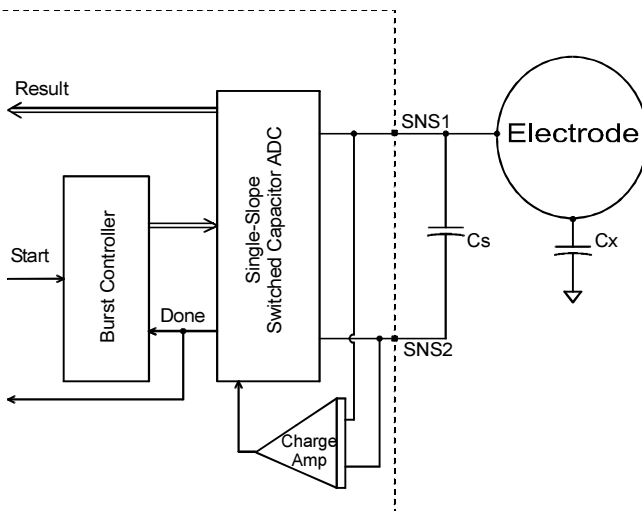 Result
SNS1
Electrode
Single-Slope
Switched Capacitor ADC
Burst Controller
Start
Cs
Cx
Done
SNS2
Charge
Amp